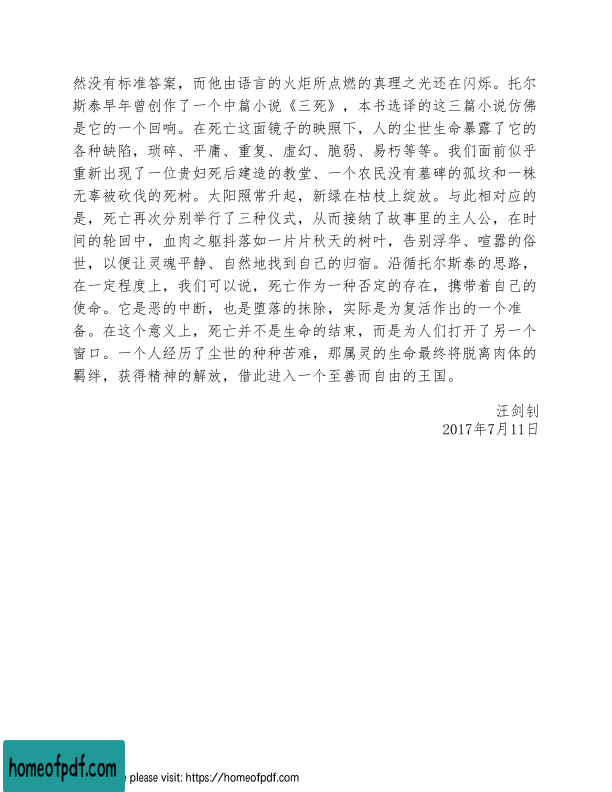 然没有标准答案，而他由语言的火炬所点燃的真理之光还在闪烁。托尔
斯泰早年曾创作了一个中篇小说《三死》，本书选译的这三篇小说仿佛
是它的一个回响。在死亡这面镜子的映照下，人的尘世生命暴露了它的
各种缺陷，琐碎、平庸、重复、虚幻、脆弱、易朽等等。我们面前似乎
重新出现了一位贵妇死后建造的教堂、一个农民没有墓碑的孤坟和一株
无辜被砍伐的死树。太阳照常升起，新绿在枯枝上绽放。与此相对应的
是，死亡再次分别举行了三种仪式，从而接纳了故事里的主人公，在时
间的轮回中，血肉之躯抖落如一片片秋天的树叶，告别浮华、喧嚣的俗
世，以便让灵魂平静、自然地找到自己的归宿。沿循托尔斯泰的思路，
在一定程度上，我们可以说，死亡作为一种否定的存在，携带着自己的
使命。它是恶的中断，也是堕落的抹除，实际是为复活作出的一个准
备。在这个意义上，死亡并不是生命的结束，而是为人们打开了另一个
窗口。一个人经历了尘世的种种苦难，那属灵的生命最终将脱离肉体的
羁绊，获得精神的解放，借此进入一个至善而自由的王国。
汪剑钊
2017年7月11日
homeofpdf.com
e please visit: https://homeofpdf.com